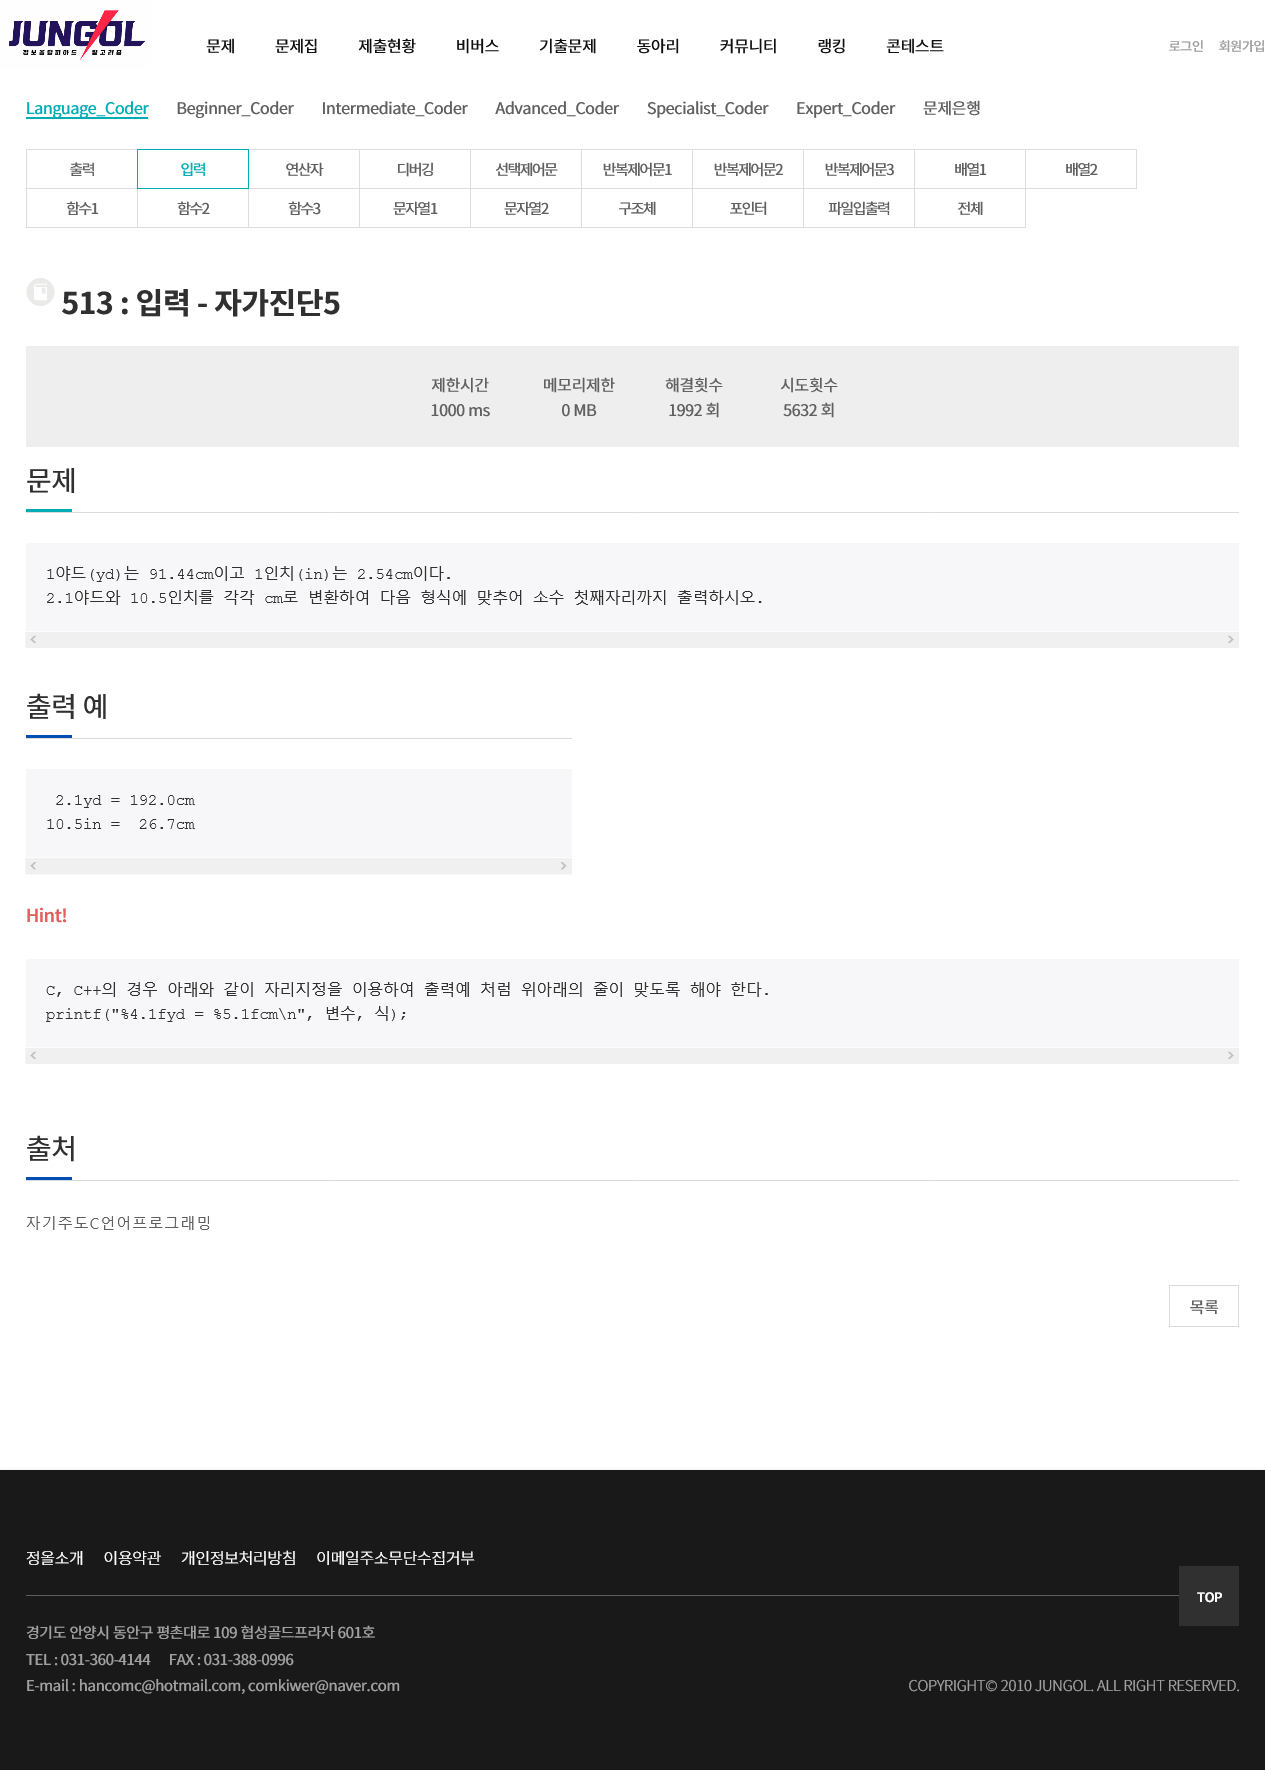 JUNGOL
정보올림피아드 알고리즘
문제 문제집 제출현황 비버스 기출문제 동아리 커뮤니티 랭킹 콘테스트 로그인 회원가입
Language_Coder Beginner_Coder Intermediate_Coder Advanced_Coder Specialist_Coder Expert_Coder 문제은행
출력 입력 연산자 디버깅 선택제어문 반복제어문1 반복제어문2 반복제어문3 배열1 배열2
함수1 함수2 함수3 문자열1 문자열2 구조체 포인터 파일입출력 전체
513 : 입력 - 자가진단5
제한시간 메모리제한 해결횟수 시도횟수
1000 ms 0 MB 1992 회 5632 회
문제
1야드(yd)는 91.44cm이고 1인치(in)는 2.54cm이다.
2.1야드와 10.5인치를 각각 cm로 변환하여 다음 형식에 맞추어 소수 첫째자리까지 출력하시오.
출력 예
 2.1yd = 192.0cm
10.5in =  26.7cm
Hint!
C, C++의 경우 아래와 같이 자리지정을 이용하여 출력예 처럼 위아래의 줄이 맞도록 해야 한다.
printf("%4.1fyd = %5.1fcm\n", 변수, 식);
출처
자기주도C언어프로그래밍
목록
정올소개 이용약관 개인정보처리방침 이메일주소무단수집거부
TOP
경기도 안양시 동안구 평촌대로 109 협성골드프라자 601호
TEL : 031-360-4144 FAX : 031-388-0996
E-mail : hancomc@hotmail.com, comkiwer@naver.com COPYRIGHT© 2010 JUNGOL. ALL RIGHT RESERVED.